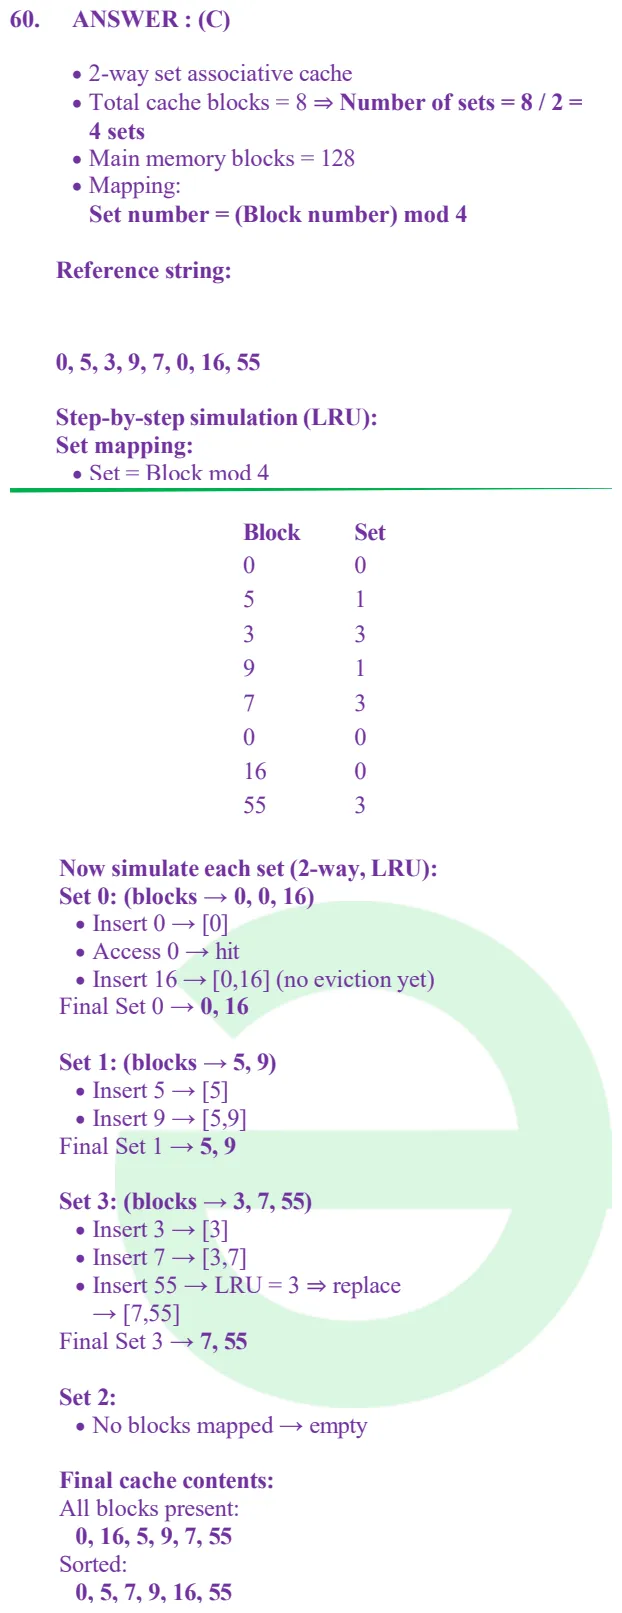 60. ANSWER : (C)
• 2-way set associative cache
• Total cache blocks = 8 ⇒ Number of sets = 8 / 2 =
4 sets
• Main memory blocks = 128
• Mapping:
Set number = (Block number) mod 4
Reference string:
0, 5, 3, 9, 7, 0, 16, 55
Step-by-step simulation (LRU):
Set mapping:
• Set = Block mod 4
Block Set
0 0
5 1
3 3
9 1
7 3
0 0
16 0
55 3
Now simulate each set (2-way, LRU):
Set 0: (blocks → 0, 0, 16)
• Insert 0 → [0]
• Access 0 → hit
• Insert 16 → [0,16] (no eviction yet)
Final Set 0 → 0, 16
Set 1: (blocks → 5, 9)
• Insert 5 → [5]
• Insert 9 → [5,9]
Final Set 1 → 5, 9
Set 3: (blocks → 3, 7, 55)
• Insert 3 → [3]
• Insert 7 → [3,7]
• Insert 55 → LRU = 3 ⇒ replace
→ [7,55]
Final Set 3 → 7, 55
Set 2:
• No blocks mapped → empty
Final cache contents:
All blocks present:
0, 16, 5, 9, 7, 55
Sorted:
0, 5, 7, 9, 16, 55